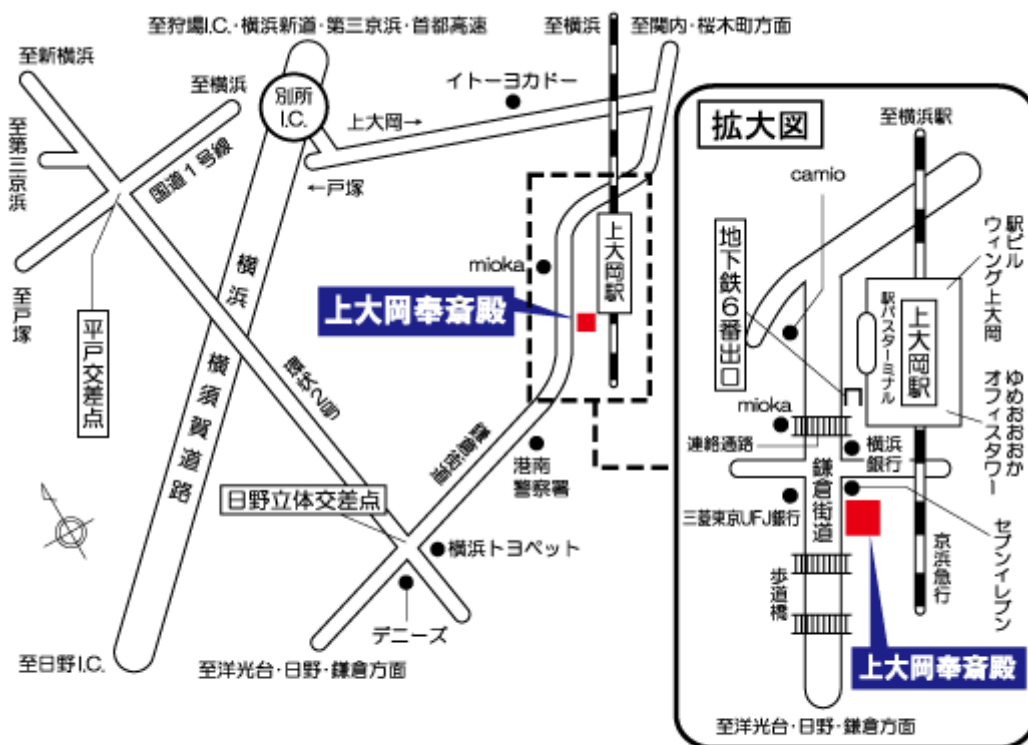 至狩場I.C.・横浜新道・第三京浜・首都高速
至横浜
至関内・桜木町方面
至新横浜
至横浜
別所
I.C.
イトーヨカドー
上大岡→
至第三京浜
国道1号線
←戸塚
至戸塚
平戸交差点
横浜横須賀道路
環状2号
mioka
上大岡駅
上大岡奉斎殿
鎌倉街道
港南
警察署
日野立体交差点
横浜トヨペット
デニーズ
至日野I.C.
至洋光台・日野・鎌倉方面
拡大図
至横浜駅
camio
地下鉄6番出口
駅ビル
ウィング上大岡
駅バスターミナル
上大岡駅
ゆめおおおか
オフィスタワー
mioka
連絡通路
横浜
銀行
鎌倉街道
三菱東京UFJ銀行
セブンイレブン
京浜急行
歩道橋
上大岡奉斎殿
至洋光台・日野・鎌倉方面